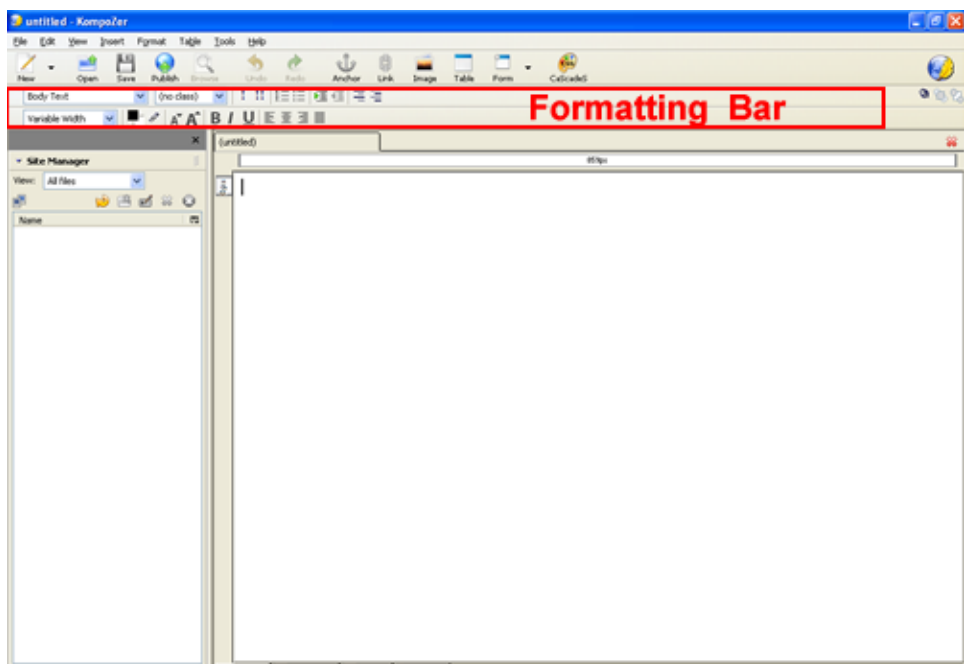 untitled - KompoZer
File Edit View Insert Format Table Tools Help
New Open Save Publish Browse Undo Redo Anchor Link Image Table Form CaScadeS
Body Text (no class)
Formatting Bar
Variable Width A A B I U
(untitled)
Site Manager
View: All files
Name